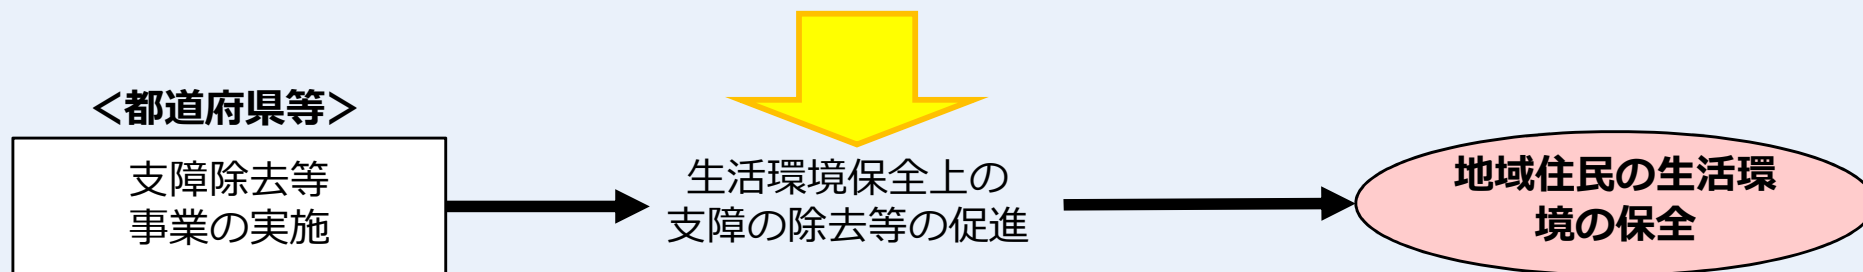 ＜都道府県等＞
支障除去等
事業の実施
生活環境保全上の
支障の除去等の促進
地域住民の生活環
境の保全